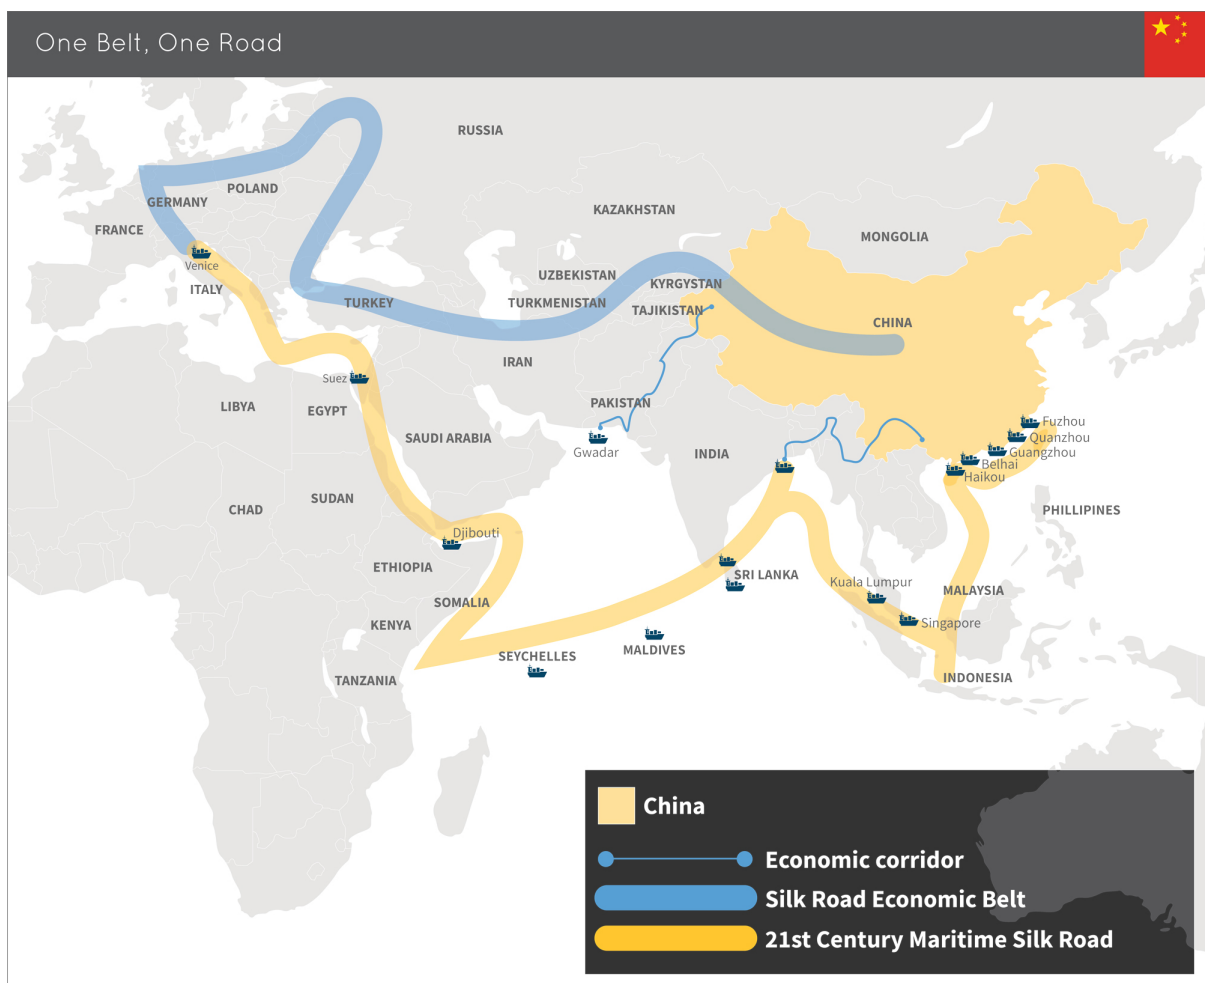 One Belt, One Road
RUSSIA
POLAND
GERMANY
KAZAKHSTAN
FRANCE
MONGOLIA
Venice
UZBEKISTAN
KYRGYSTAN
ITALY
TURKEY
TURKMENISTAN
TAJIKISTAN
CHINA
IRAN
Suez
PAKISTAN
LIBYA
EGYPT
Fuzhou
SAUDI ARABIA
Quanzhou
Gwadar
INDIA
Guangzhou
Belhai
Haikou
SUDAN
CHAD
PHILLIPINES
Djibouti
ETHIOPIA
SRI LANKA
Kuala Lumpur
MALAYSIA
SOMALIA
KENYA
Singapore
SEYCHELLES
MALDIVES
TANZANIA
INDONESIA
China
Economic corridor
Silk Road Economic Belt
21st Century Maritime Silk Road